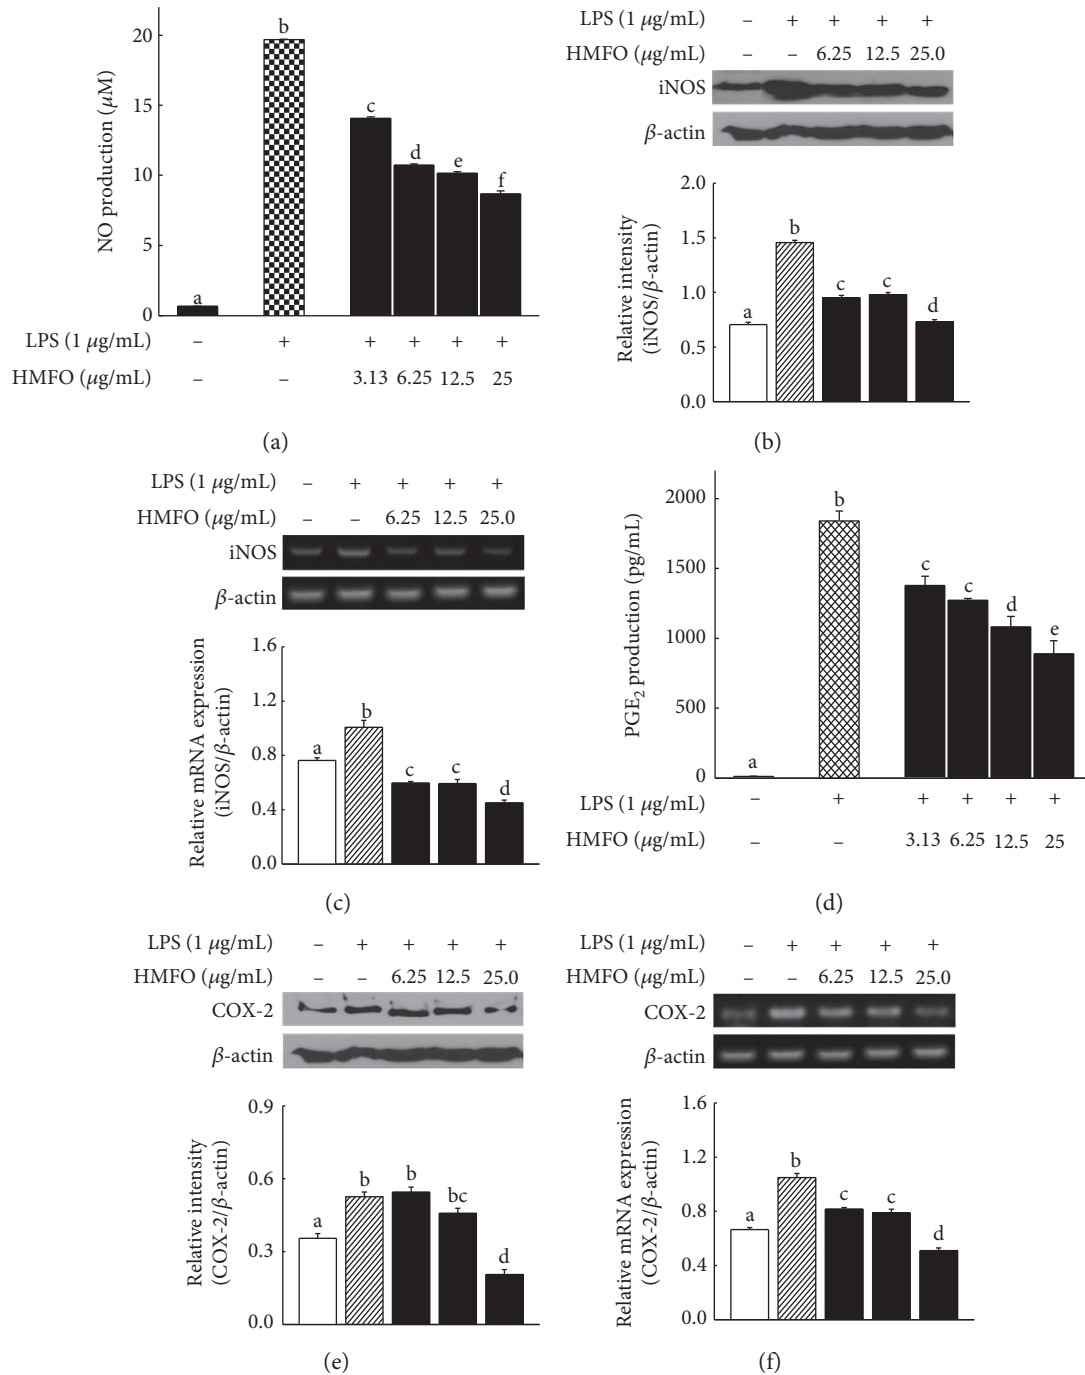 20
15
10
5
0
NO production (μM)
a
b
c
d
e
f
LPS (1 μg/mL) – + + + + +
HMFO (μg/mL) – – 3.13 6.25 12.5 25
(a)
LPS (1 μg/mL) – + + + +
HMFO (μg/mL) – – 6.25 12.5 25.0
iNOS
β-actin
2.0
1.5
1.0
0.5
0.0
Relative intensity
(iNOS/β-actin)
a
b
c
c
d
(b)
LPS (1 μg/mL) – + + + +
HMFO (μg/mL) – – 6.25 12.5 25.0
iNOS
β-actin
1.6
1.2
0.8
0.4
0.0
Relative mRNA expression
(iNOS/β-actin)
a
b
c
c
d
(c)
2000
1500
1000
500
0
PGE₂ production (pg/mL)
a
b
c
c
d
e
LPS (1 μg/mL) – + + + + +
HMFO (μg/mL) – – 3.13 6.25 12.5 25
(d)
LPS (1 μg/mL) – + + + +
HMFO (μg/mL) – – 6.25 12.5 25.0
COX-2
β-actin
0.9
0.6
0.3
0.0
Relative intensity
(COX-2/β-actin)
a
b
b
bc
d
(e)
LPS (1 μg/mL) – + + + +
HMFO (μg/mL) – – 6.25 12.5 25.0
COX-2
β-actin
1.6
1.2
0.8
0.4
0.0
Relative mRNA expression
(COX-2/β-actin)
a
b
c
c
d
(f)